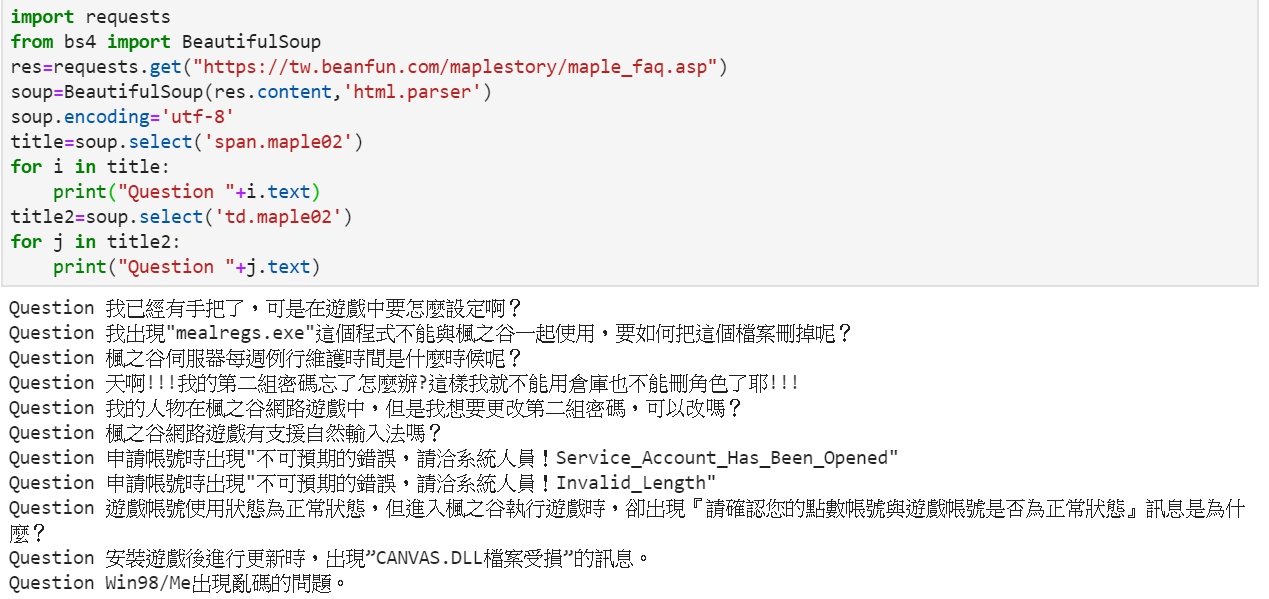 import requests
from bs4 import BeautifulSoup
res=requests.get("https://tw.beanfun.com/maplestory/maple_faq.asp")
soup=BeautifulSoup(res.content,'html.parser')
soup.encoding='utf-8'
title=soup.select('span.maple02')
for i in title:
    print("Question "+i.text)
title2=soup.select('td.maple02')
for j in title2:
    print("Question "+j.text)
Question 我已經有手把了，可是在遊戲中要怎麼設定啊？
Question 我出現"mealregs.exe"這個程式不能與楓之谷一起使用，要如何把這個檔案刪掉呢？
Question 楓之谷伺服器每週例行維護時間是什麼時候呢？
Question 天啊!!!我的第二組密碼忘了怎麼辦?這樣我就不能用倉庫也不能刪角色了耶!!!
Question 我的人物在楓之谷網路遊戲中，但是我想要更改第二組密碼，可以改嗎？
Question 楓之谷網路遊戲有支援自然輸入法嗎？
Question 申請帳號時出現"不可預期的錯誤，請洽系統人員！Service_Account_Has_Been_Opened"
Question 申請帳號時出現"不可預期的錯誤，請洽系統人員！Invalid_Length"
Question 遊戲帳號使用狀態為正常狀態，但進入楓之谷執行遊戲時，卻出現『請確認您的點數帳號與遊戲帳號是否為正常狀態』訊息是為什
麼？
Question 安裝遊戲後進行更新時，出現”CANVAS.DLL檔案受損”的訊息。
Question Win98/Me出現亂碼的問題。